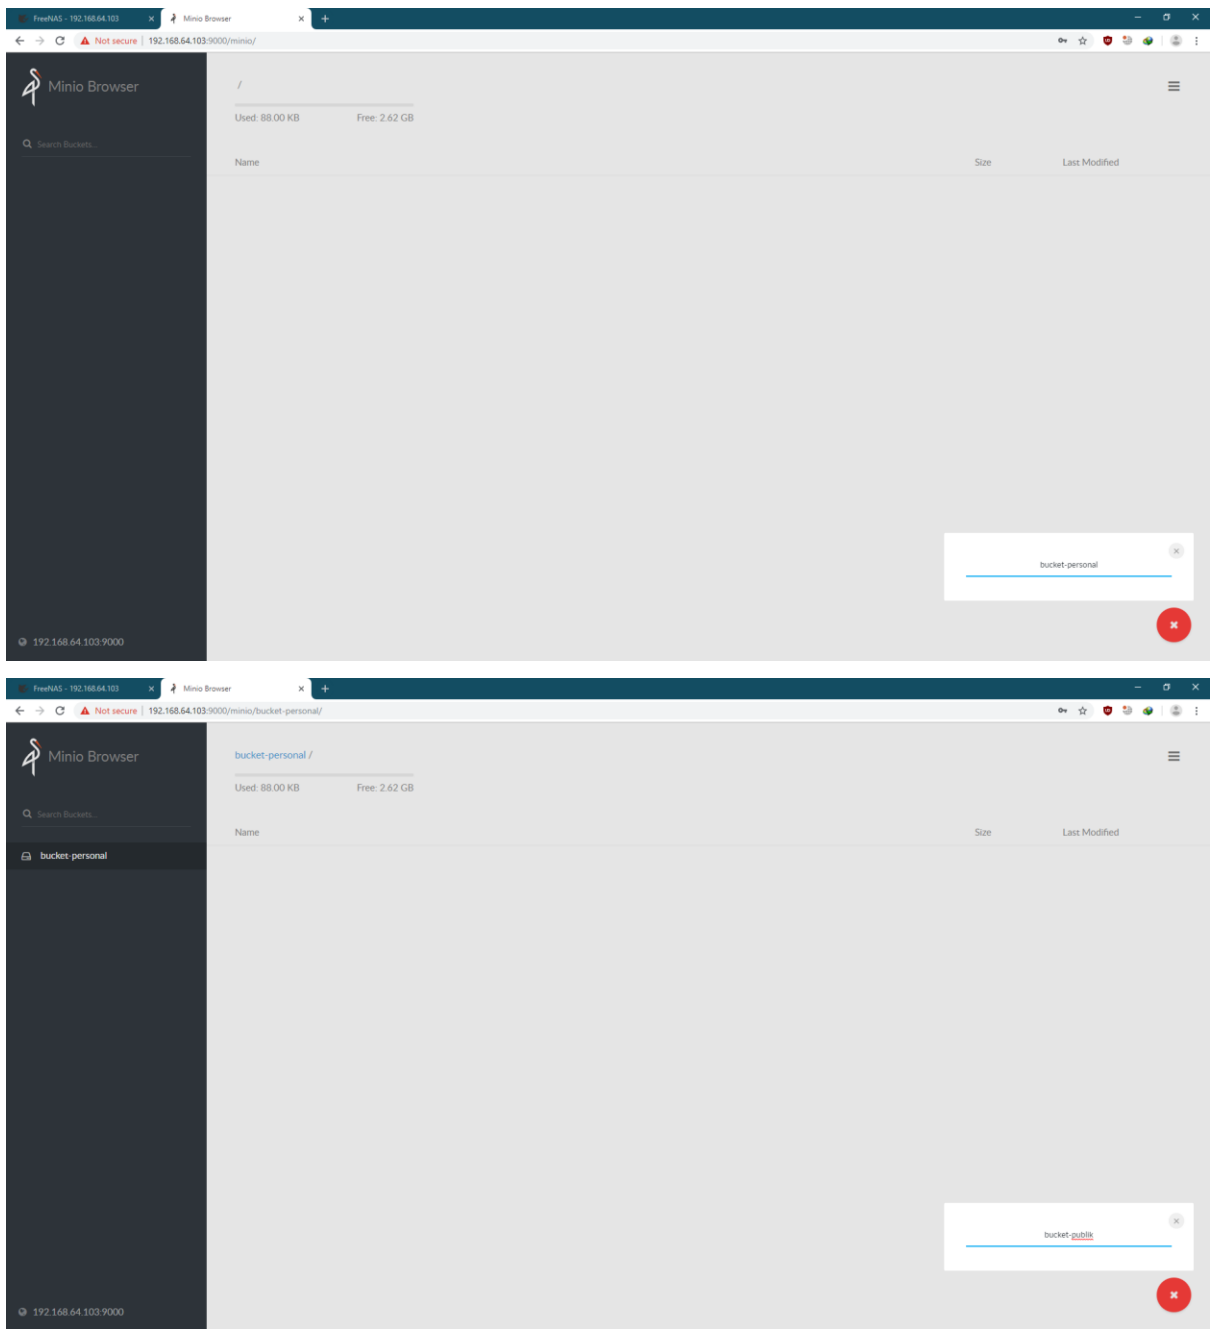 FreeNAS - 192.168.64.103
Minio Browser
Not secure | 192.168.64.103:9000/minio/
Minio Browser
/
Used: 88.00 KB Free: 2.62 GB
Search Buckets...
Name Size Last Modified
bucket-personal
192.168.64.103:9000
FreeNAS - 192.168.64.103
Minio Browser
Not secure | 192.168.64.103:9000/minio/bucket-personal/
Minio Browser
bucket-personal /
Used: 88.00 KB Free: 2.62 GB
Search Buckets...
Name Size Last Modified
bucket-personal
bucket-publik
192.168.64.103:9000